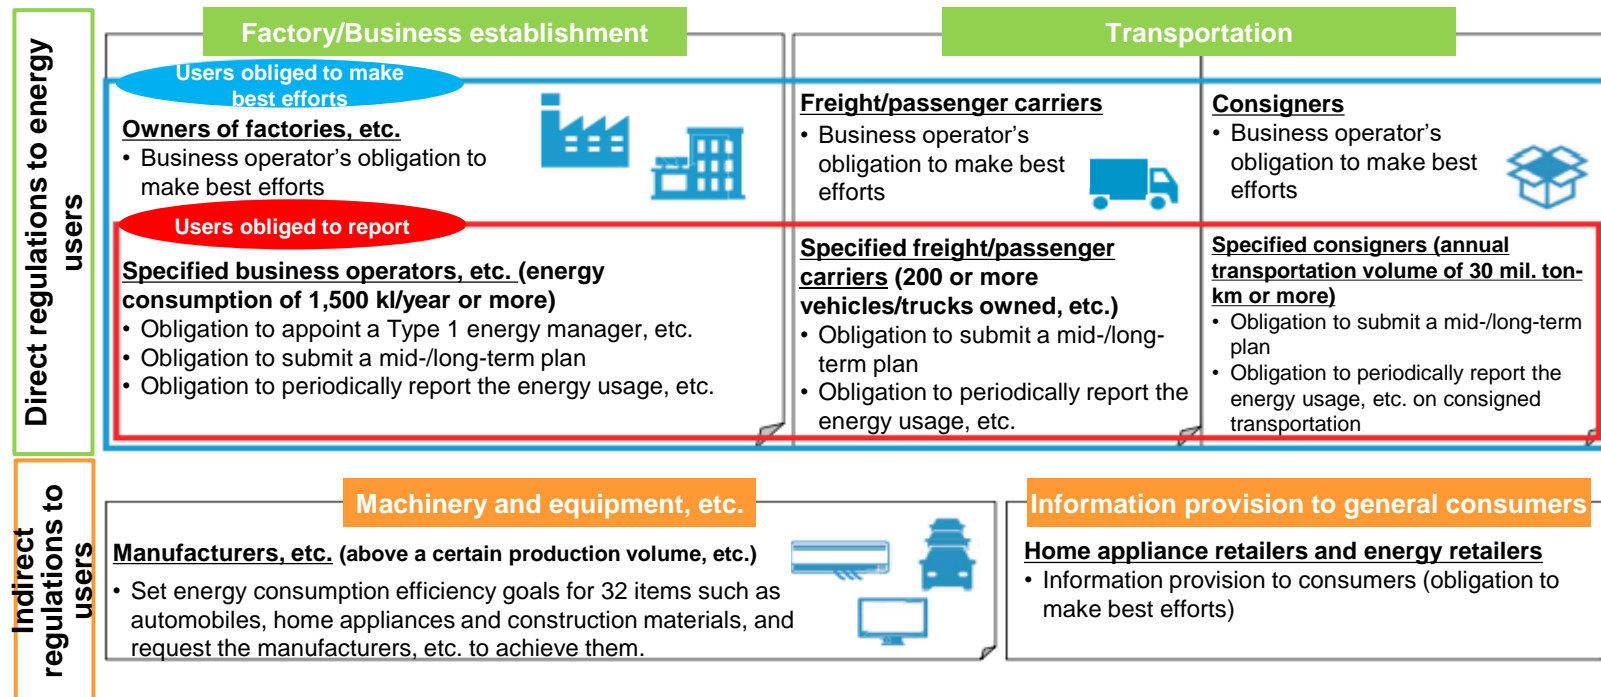 Direct regulations to energy
users
Factory/Business establishment
Users obliged to make
best efforts
Owners of factories, etc.
• Business operator's obligation to
make best efforts
Users obliged to report
Specified business operators, etc. (energy
consumption of 1,500 kl/year or more)
• Obligation to appoint a Type 1 energy manager, etc.
• Obligation to submit a mid-/long-term plan
• Obligation to periodically report the energy usage, etc.
Transportation
Freight/passenger carriers
• Business operator's
obligation to make best
efforts
Specified freight/passenger
carriers (200 or more
vehicles/trucks owned, etc.)
• Obligation to submit a mid-/long-
term plan
• Obligation to periodically report the
energy usage, etc.
Consigners
• Business operator's
obligation to make best
efforts
Specified consigners (annual
transportation volume of 30 mil. ton-
km or more)
• Obligation to submit a mid-/long-term
plan
• Obligation to periodically report the
energy usage, etc. on consigned
transportation
Indirect
regulations to
users
Machinery and equipment, etc.
Manufacturers, etc. (above a certain production volume, etc.)
• Set energy consumption efficiency goals for 32 items such as
automobiles, home appliances and construction materials, and
request the manufacturers, etc. to achieve them.
Information provision to general consumers
Home appliance retailers and energy retailers
• Information provision to consumers (obligation to
make best efforts)